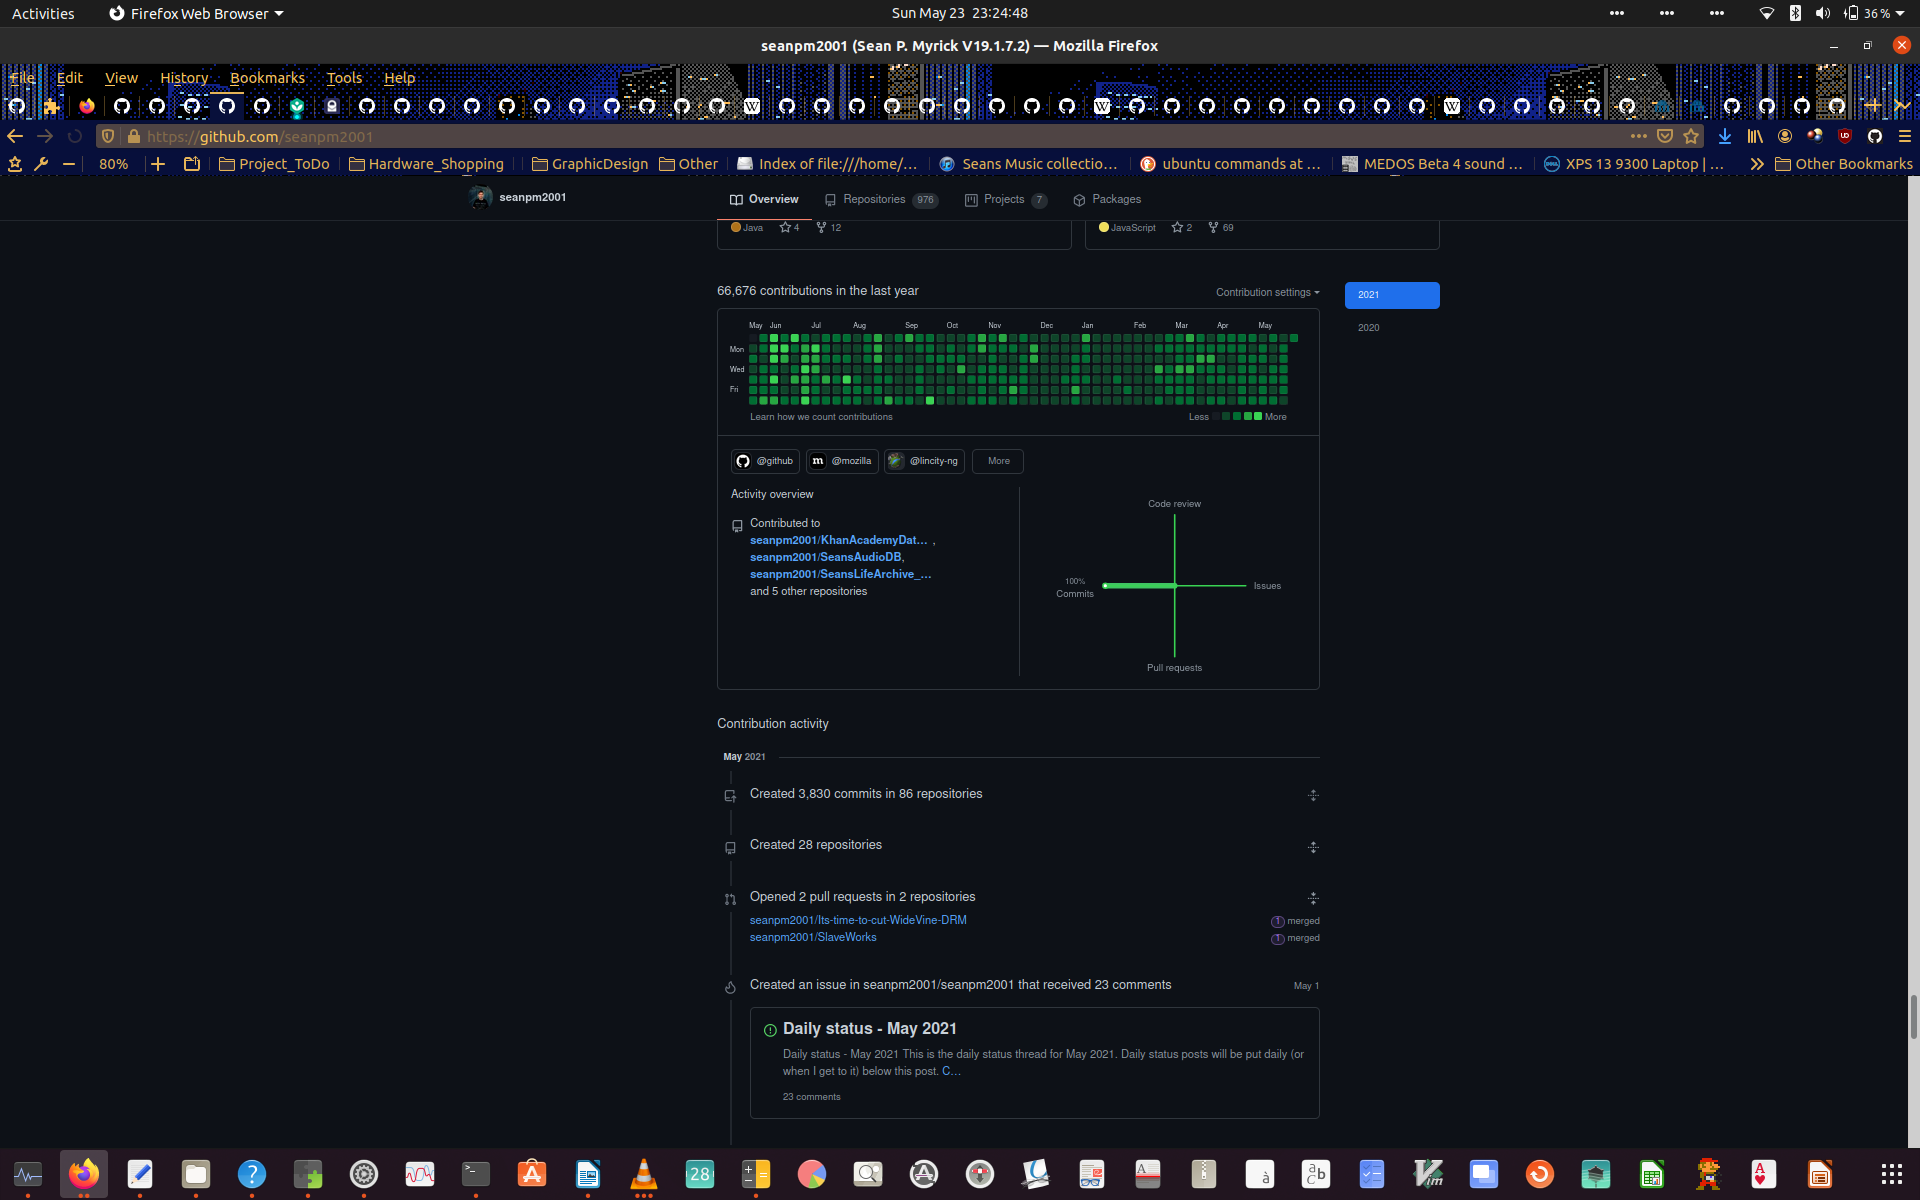 Activities
Firefox Web Browser
Sun May 23 23:24:48
36 %
seanpm2001 (Sean P. Myrick V19.1.7.2) — Mozilla Firefox
File Edit View History Bookmarks Tools Help
https://github.com/seanpm2001
80%
Project_ToDo
Hardware_Shopping
GraphicDesign
Other
Index of file:///home/...
Seans Music collectio...
ubuntu commands at ...
MEDOS Beta 4 sound ...
XPS 13 9300 Laptop | ...
Other Bookmarks
seanpm2001
Overview
Repositories 976
Projects 7
Packages
Java 4 12
JavaScript 2 69
66,676 contributions in the last year
Contribution settings
2021
2020
May Jun Jul Aug Sep Oct Nov Dec Jan Feb Mar Apr May
Mon
Wed
Fri
Learn how we count contributions
Less More
@github
@mozilla
@lincity-ng
More
Activity overview
Contributed to
seanpm2001/KhanAcademyDat... ,
seanpm2001/SeansAudioDB,
seanpm2001/SeansLifeArchive_...
and 5 other repositories
Code review
100%
Commits
Issues
Pull requests
Contribution activity
May 2021
Created 3,830 commits in 86 repositories
Created 28 repositories
Opened 2 pull requests in 2 repositories
seanpm2001/Its-time-to-cut-WideVine-DRM
1 merged
seanpm2001/SlaveWorks
1 merged
Created an issue in seanpm2001/seanpm2001 that received 23 comments
May 1
Daily status - May 2021
Daily status - May 2021 This is the daily status thread for May 2021. Daily status posts will be put daily (or
when I get to it) below this post. C...
23 comments
28